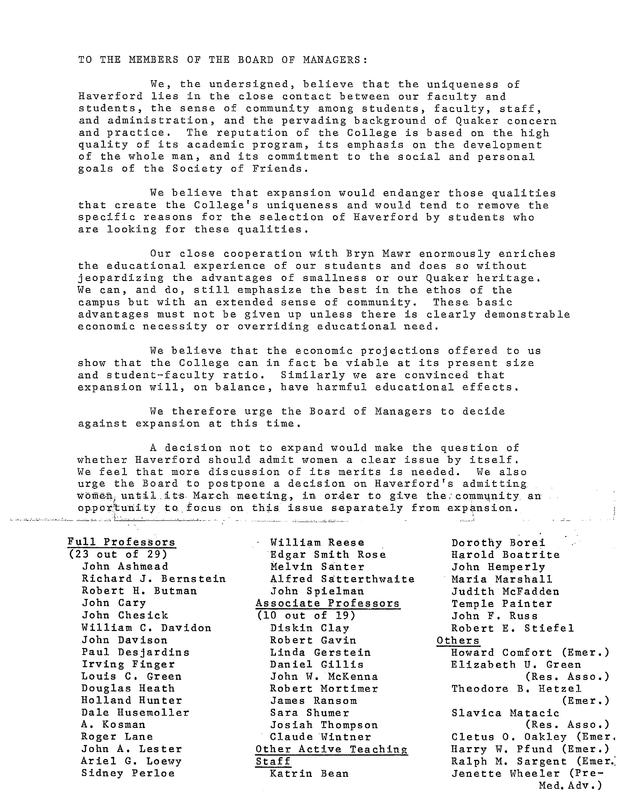 TO THE MEMBERS OF THE BOARD OF MANAGERS:
We, the undersigned, believe that the uniqueness of
Haverford lies in the close contact between our faculty and
students, the sense of community among students, faculty, staff,
and administration, and the pervading background of Quaker concern
and practice. The reputation of the College is based on the high
quality of its academic program, its emphasis on the development
of the whole man, and its commitment to the social and personal
goals of the Society of Friends.
We believe that expansion would endanger those qualities
that create the College's uniqueness and would tend to remove the
specific reasons for the selection of Haverford by students who
are looking for these qualities.
Our close cooperation with Bryn Mawr enormously enriches
the educational experience of our students and does so without
jeopardizing the advantages of smallness or our Quaker heritage.
We can, and do, still emphasize the best in the ethos of the
campus but with an extended sense of community. These basic
advantages must not be given up unless there is clearly demonstrable
economic necessity or overriding educational need.
We believe that the economic projections offered to us
show that the College can in fact be viable at its present size
and student-faculty ratio. Similarly we are convinced that
expansion will, on balance, have harmful educational effects.
We therefore urge the Board of Managers to decide
against expansion at this time.
A decision not to expand would make the question of
whether Haverford should admit women a clear issue by itself.
We feel that more discussion of its merits is needed. We also
urge the Board to postpone a decision on Haverford's admitting
women until its March meeting, in order to give the community an
opportunity to focus on this issue separately from expansion.
Full Professors
(23 out of 29)
John Ashmead
Richard J. Bernstein
Robert H. Butman
John Cary
John Chesick
William C. Davidon
John Davison
Paul Desjardins
Irving Finger
Louis C. Green
Douglas Heath
Holland Hunter
Dale Husemoller
A. Kosman
Roger Lane
John A. Lester
Ariel G. Loewy
Sidney Perloe
William Reese
Edgar Smith Rose
Melvin Santer
Alfred Satterthwaite
John Spielman
Associate Professors
(10 out of 19)
Diskin Clay
Robert Gavin
Linda Gerstein
Daniel Gillis
John W. McKenna
Robert Mortimer
James Ransom
Sara Shumer
Josiah Thompson
Claude Wintner
Other Active Teaching
Staff
Katrin Bean
Dorothy Borei
Harold Boatrite
John Hemperly
Maria Marshall
Judith McFadden
Temple Painter
John F. Russ
Robert E. Stiefel
Others
Howard Comfort (Emer.)
Elizabeth U. Green
(Res. Asso.)
Theodore B. Hetzel
(Emer.)
Slavica Matacic
(Res. Asso.)
Cletus O. Oakley (Emer.
Harry W. Pfund (Emer.)
Ralph M. Sargent (Emer.
Jenette Wheeler (Pre-
Med. Adv.)